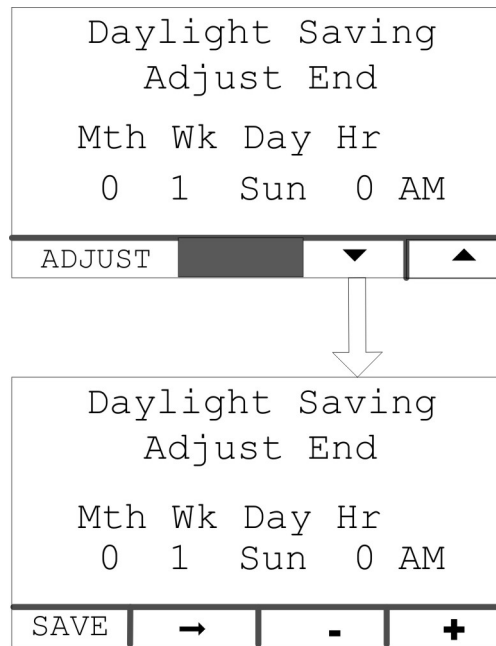 Daylight Saving
Adjust End
Mth Wk Day Hr
0 1 Sun 0 AM
ADJUST ▼ ▲
Daylight Saving
Adjust End
Mth Wk Day Hr
0 1 Sun 0 AM
SAVE → - +